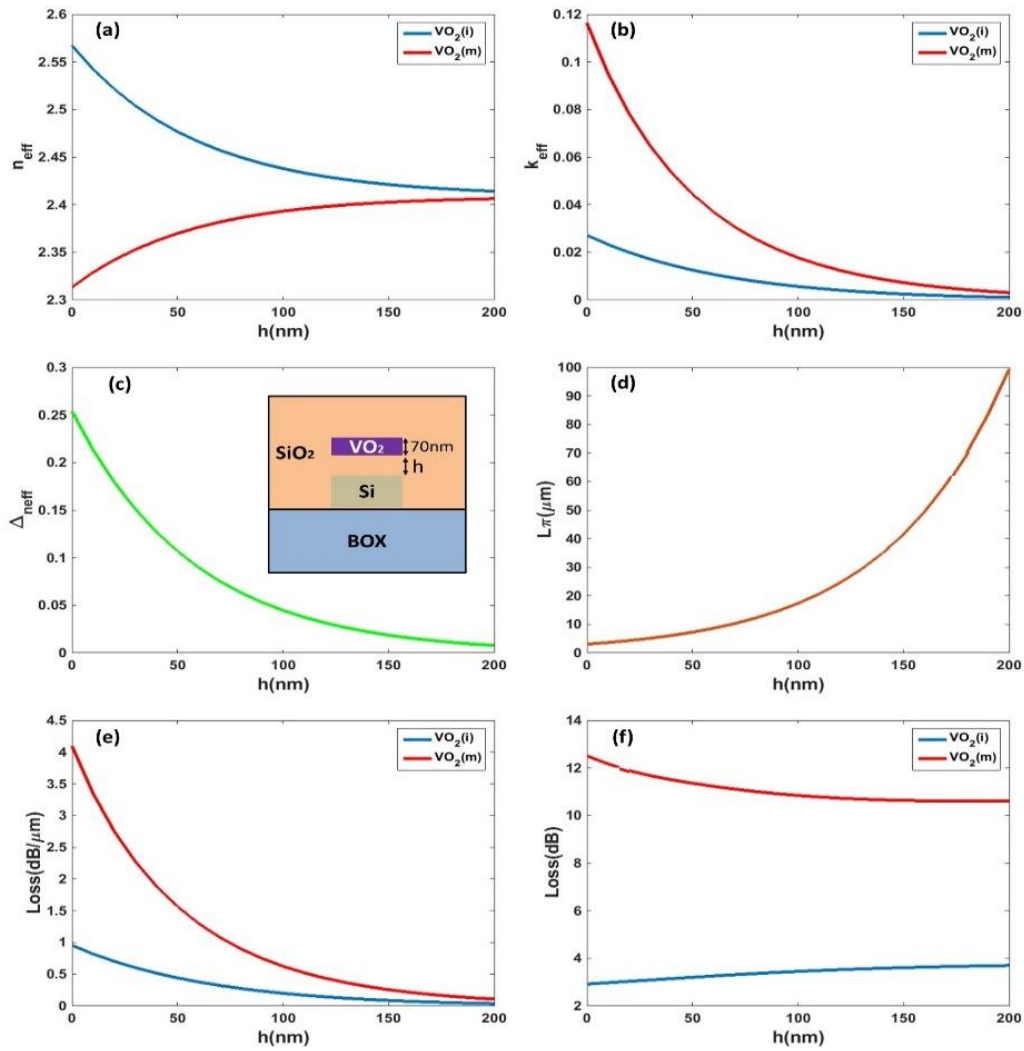 (a)
VO2(i)
VO2(m)
2.6
2.55
2.5
2.45
2.4
2.35
2.3
neff
0 50 100 150 200
h(nm)
(b)
VO2(i)
VO2(m)
0.12
0.1
0.08
0.06
0.04
0.02
0
keff
0 50 100 150 200
h(nm)
(c)
0.3
0.25
0.2
0.15
0.1
0.05
0
Δneff
SiO2
VO2
70nm
h
Si
BOX
0 50 100 150 200
h(nm)
(d)
100
90
80
70
60
50
40
30
20
10
0
Lπ(μm)
0 50 100 150 200
h(nm)
(e)
VO2(i)
VO2(m)
4.5
4
3.5
3
2.5
2
1.5
1
0.5
0
Loss(dB/μm)
0 50 100 150 200
h(nm)
(f)
VO2(i)
VO2(m)
14
12
10
8
6
4
2
Loss(dB)
0 50 100 150 200
h(nm)